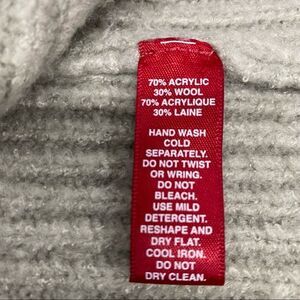 70% ACRYLIC
30% WOOL
70% ACRYLIQUE
30% LAINE
HAND WASH
COLD
SEPARATELY.
DO NOT TWIST
OR WRING.
DO NOT
BLEACH.
USE MILD
DETERGENT.
RESHAPE AND
DRY FLAT.
COOL IRON.
DO NOT
DRY CLEAN.